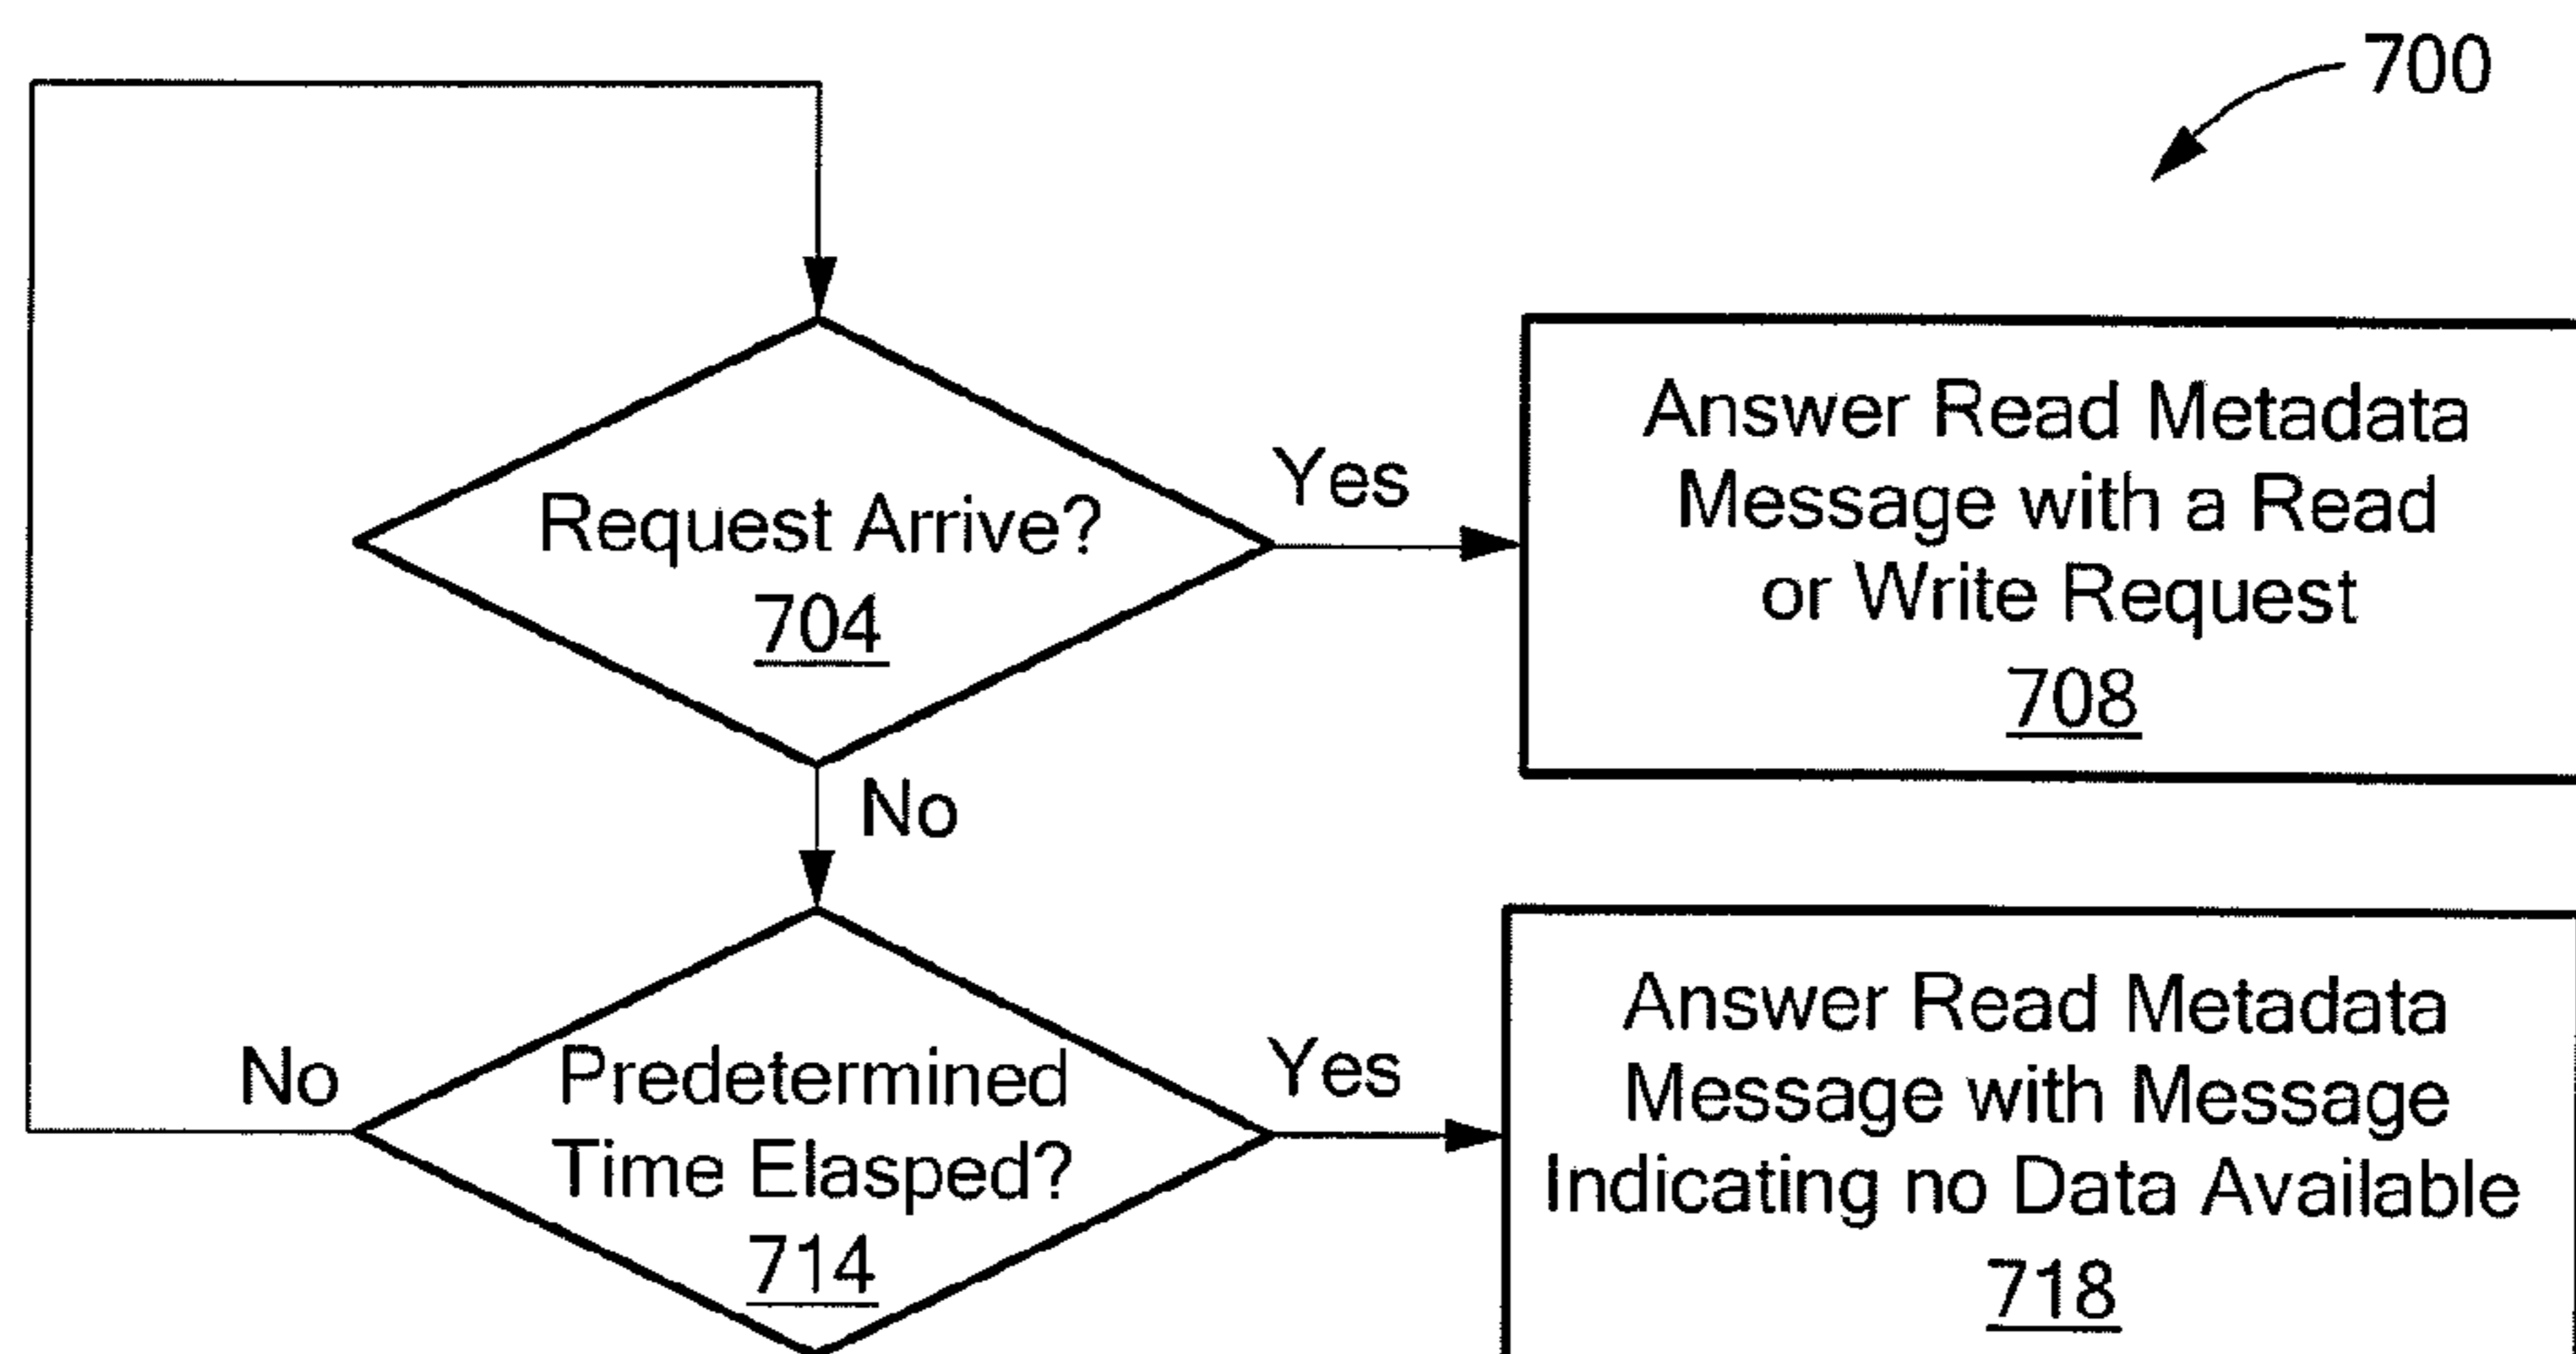 700
Request Arrive?
704
Yes
Answer Read Metadata
Message with a Read
or Write Request
708
No
Predetermined
Time Elasped?
714
No
Yes
Answer Read Metadata
Message with Message
Indicating no Data Available
718